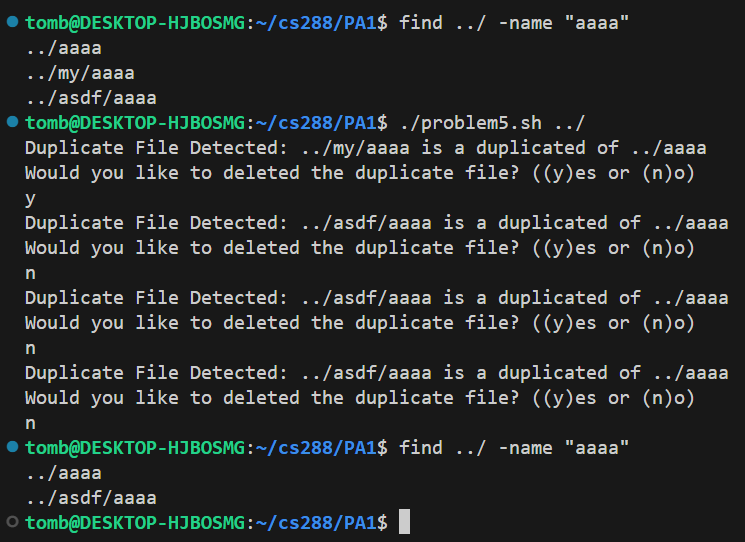 tomb@DESKTOP-HJBOSMG:~/cs288/PA1$ find ../ -name "aaaa"
../aaaa
../my/aaaa
../asdf/aaaa
tomb@DESKTOP-HJBOSMG:~/cs288/PA1$ ./problem5.sh ../
Duplicate File Detected: ../my/aaaa is a duplicated of ../aaaa
Would you like to deleted the duplicate file? ((y)es or (n)o)
y
Duplicate File Detected: ../asdf/aaaa is a duplicated of ../aaaa
Would you like to deleted the duplicate file? ((y)es or (n)o)
n
Duplicate File Detected: ../asdf/aaaa is a duplicated of ../aaaa
Would you like to deleted the duplicate file? ((y)es or (n)o)
n
Duplicate File Detected: ../asdf/aaaa is a duplicated of ../aaaa
Would you like to deleted the duplicate file? ((y)es or (n)o)
n
tomb@DESKTOP-HJBOSMG:~/cs288/PA1$ find ../ -name "aaaa"
../aaaa
../asdf/aaaa
tomb@DESKTOP-HJBOSMG:~/cs288/PA1$